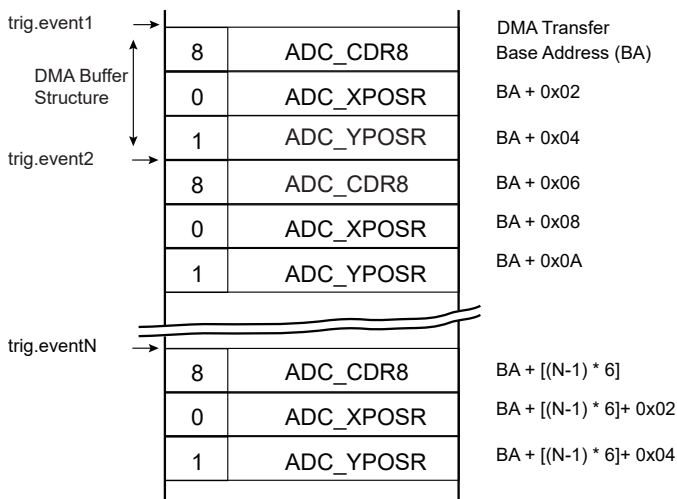 trig.event1
DMA Transfer
8 ADC_CDR8 Base Address (BA)
DMA Buffer
Structure
0 ADC_XPOSR BA + 0x02
1 ADC_YPOSR BA + 0x04
trig.event2
8 ADC_CDR8 BA + 0x06
0 ADC_XPOSR BA + 0x08
1 ADC_YPOSR BA + 0x0A
trig.eventN
8 ADC_CDR8 BA + [(N-1) * 6]
0 ADC_XPOSR BA + [(N-1) * 6]+ 0x02
1 ADC_YPOSR BA + [(N-1) * 6]+ 0x04